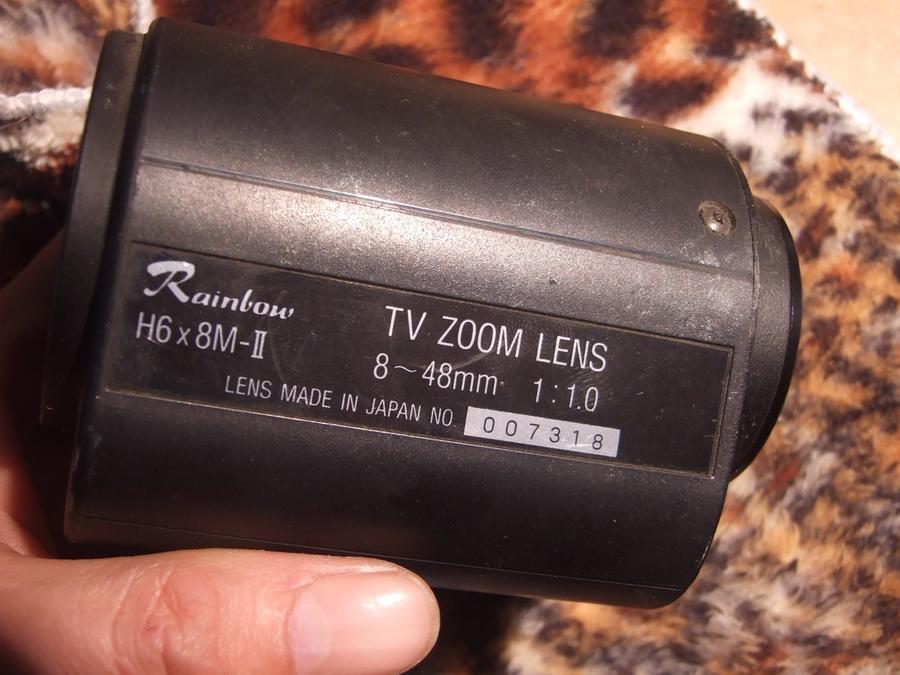 Rainbow
H6x8M-II
TV ZOOM LENS
8~48mm 1:1.0
LENS MADE IN JAPAN NO 007318